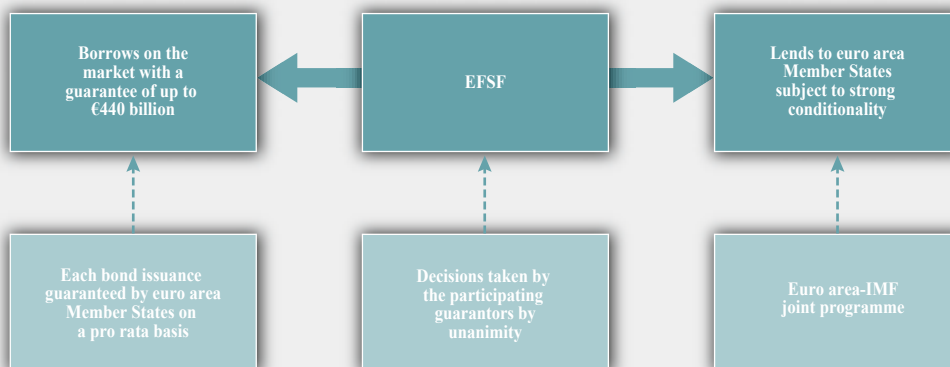 Borrows on the
market with a
guarantee of up to
€440 billion
EFSF
Lends to euro area
Member States
subject to strong
conditionality
Each bond issuance
guaranteed by euro area
Member States on
a pro rata basis
Decisions taken by
the participating
guarantors by
unanimity
Euro area-IMF
joint programme